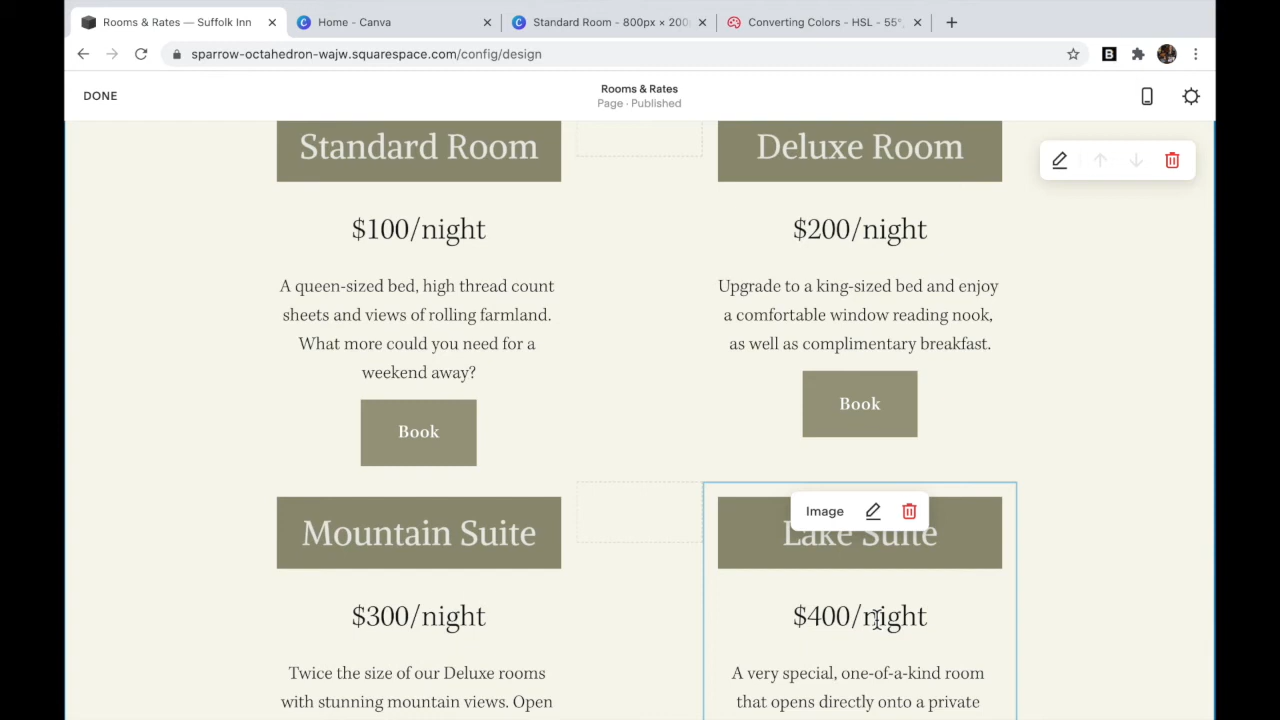 Rooms & Rates — Suffolk Inn
Home - Canva
Standard Room - 800px × 200
Converting Colors - HSL - 55°
sparrow-octahedron-wajw.squarespace.com/config/design
B
DONE
Rooms & Rates
Page · Published
Standard Room
Deluxe Room
$100/night
$200/night
A queen-sized bed, high thread count
sheets and views of rolling farmland.
What more could you need for a
weekend away?
Upgrade to a king-sized bed and enjoy
a comfortable window reading nook,
as well as complimentary breakfast.
Book
Book
Image
Mountain Suite
Lake Suite
$300/night
$400/night
Twice the size of our Deluxe rooms
with stunning mountain views. Open
A very special, one-of-a-kind room
that opens directly onto a private